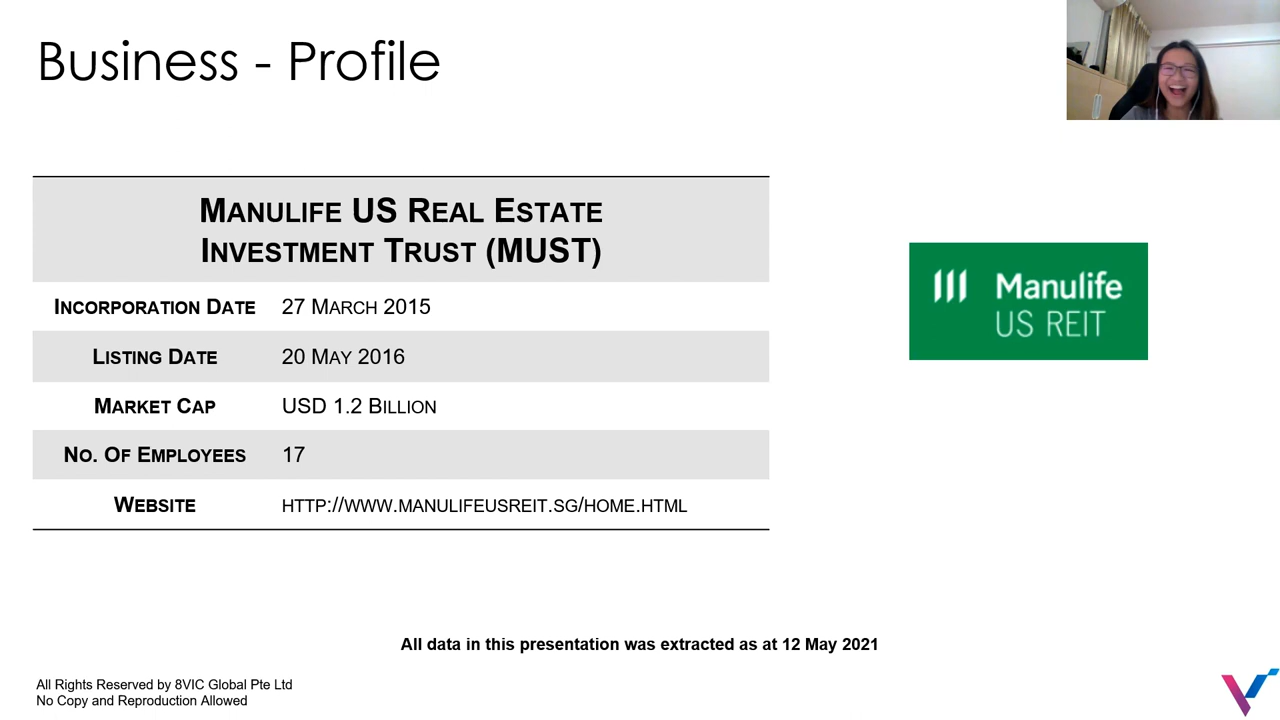 Business - Profile
MANULIFE US REAL ESTATE
INVESTMENT TRUST (MUST)
INCORPORATION DATE 27 MARCH 2015
LISTING DATE 20 MAY 2016
MARKET CAP USD 1.2 BILLION
NO. OF EMPLOYEES 17
WEBSITE HTTP://WWW.MANULIFEUSREIT.SG/HOME.HTML
Manulife
US REIT
All data in this presentation was extracted as at 12 May 2021
All Rights Reserved by 8VIC Global Pte Ltd
No Copy and Reproduction Allowed